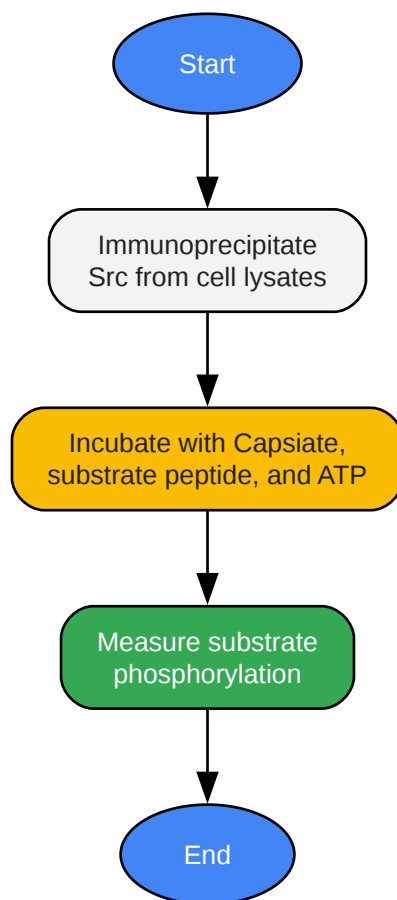 Start
Immunoprecipitate
Src from cell lysates
Incubate with Capsiate,
substrate peptide, and ATP
Measure substrate
phosphorylation
End